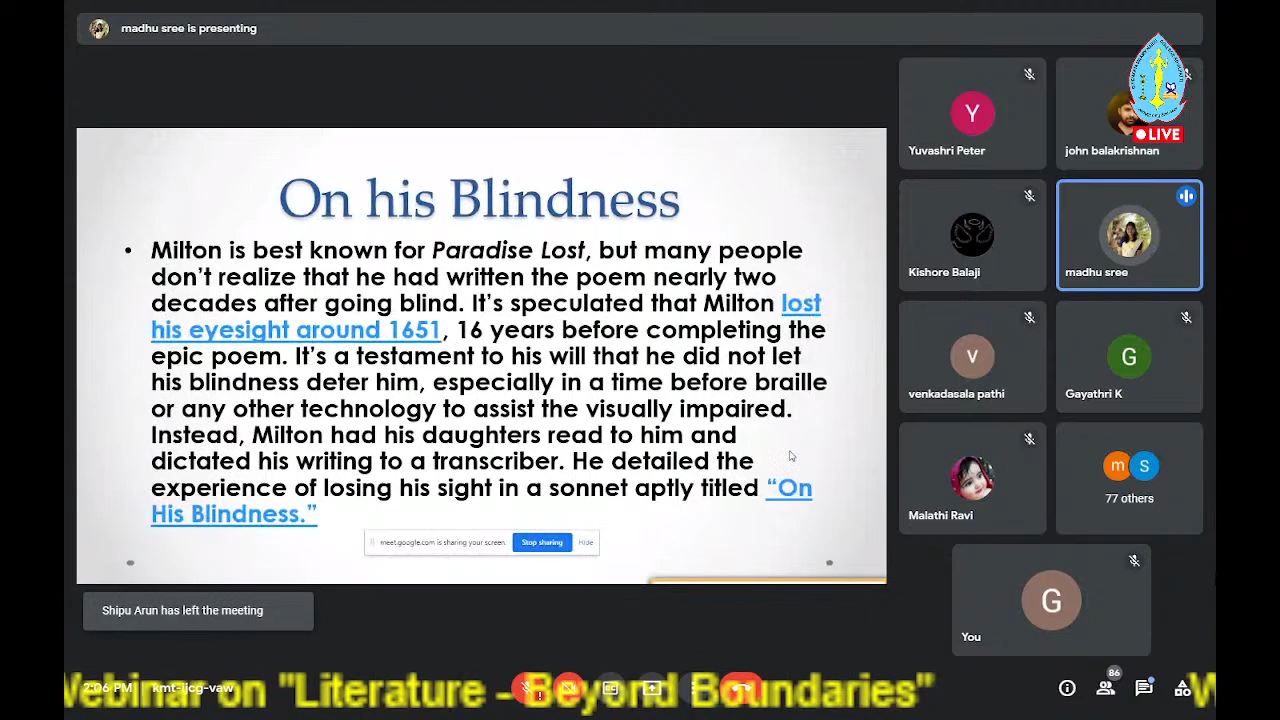 madhu sree is presenting
LIVE
Y
Yuvashri Peter
john balakrishnan
Kishore Balaji
madhu sree
v
venkadasala pathi
G
Gayathri K
Malathi Ravi
m S
77 others
G
You
On his Blindness
• Milton is best known for Paradise Lost, but many people
don't realize that he had written the poem nearly two
decades after going blind. It's speculated that Milton lost
his eyesight around 1651, 16 years before completing the
epic poem. It's a testament to his will that he did not let
his blindness deter him, especially in a time before braille
or any other technology to assist the visually impaired.
Instead, Milton had his daughters read to him and
dictated his writing to a transcriber. He detailed the
experience of losing his sight in a sonnet aptly titled “On
His Blindness.”
meet.google.com is sharing your screen. Stop sharing Hide
Shipu Arun has left the meeting
2:06 PM kmt-ijcg-vaw
86
Webinar on "Literature - Beyond Boundaries" W